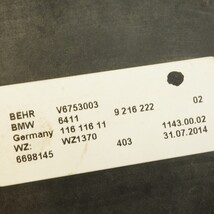 BEHR V6753003 02
BMW 6411 9 216 222
Germany 116 116 11 1143.00.02
WZ: WZ1370 31.07.2014
6698145 403